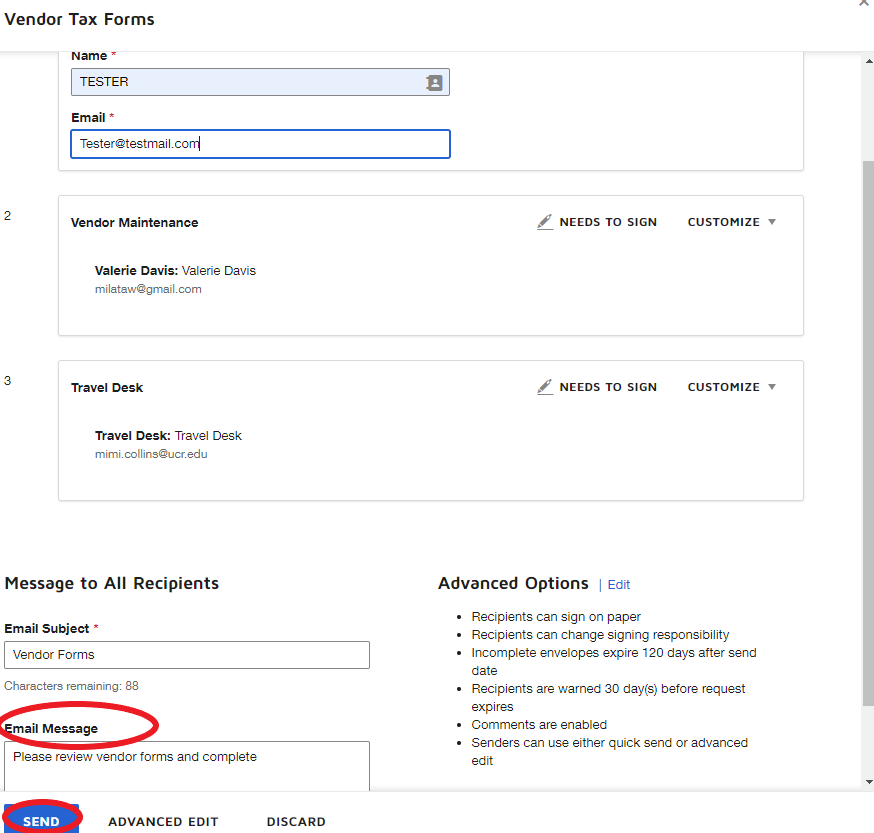 Vendor Tax Forms
Name *
TESTER
Email *
Tester@testmail.com
2
Vendor Maintenance
NEEDS TO SIGN
CUSTOMIZE
Valerie Davis: Valerie Davis
milataw@gmail.com
3
Travel Desk
NEEDS TO SIGN
CUSTOMIZE
Travel Desk: Travel Desk
mimi.collins@ucr.edu
Message to All Recipients
Email Subject *
Vendor Forms
Characters remaining: 88
Email Message
Please review vendor forms and complete
Advanced Options | Edit
• Recipients can sign on paper
• Recipients can change signing responsibility
• Incomplete envelopes expire 120 days after send
date
• Recipients are warned 30 day(s) before request
expires
• Comments are enabled
• Senders can use either quick send or advanced
edit
SEND
ADVANCED EDIT
DISCARD